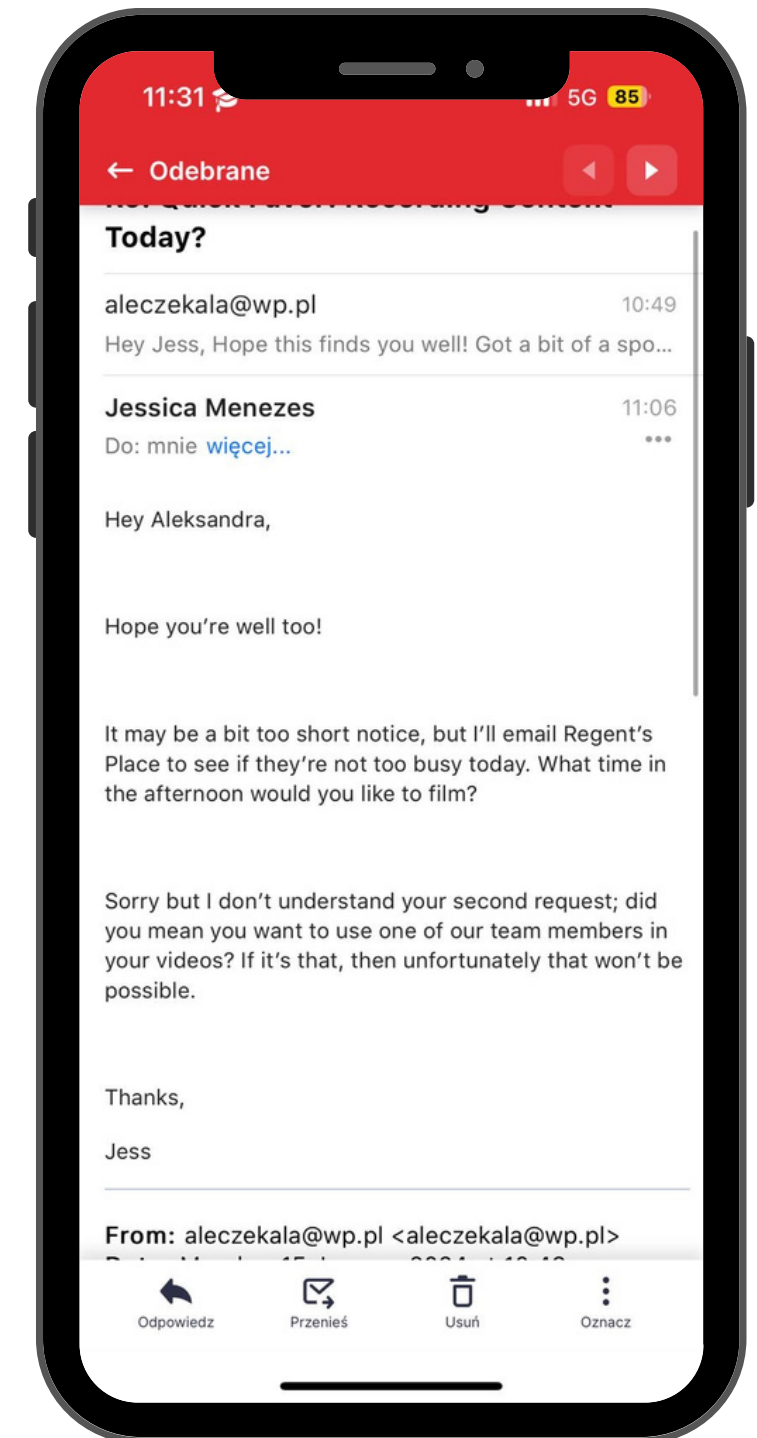 11:31
5G 85
Odebrane
Re: Quick Favor: Recording Content
Today?
aleczekala@wp.pl 10:49
Hey Jess, Hope this finds you well! Got a bit of a spo...
Jessica Menezes 11:06
Do: mnie więcej...
Hey Aleksandra,
Hope you're well too!
It may be a bit too short notice, but I'll email Regent's
Place to see if they're not too busy today. What time in
the afternoon would you like to film?
Sorry but I don't understand your second request; did
you mean you want to use one of our team members in
your videos? If it's that, then unfortunately that won't be
possible.
Thanks,
Jess
From: aleczekala@wp.pl <aleczekala@wp.pl>
Odpowiedz Przenieś Usuń Oznacz